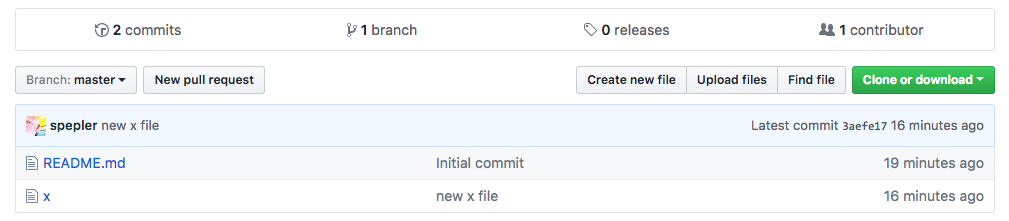 2 commits 1 branch 0 releases 1 contributor
Branch: master New pull request Create new file Upload files Find file Clone or download
spepler new x file Latest commit 3aefe17 16 minutes ago
README.md Initial commit 19 minutes ago
x new x file 16 minutes ago